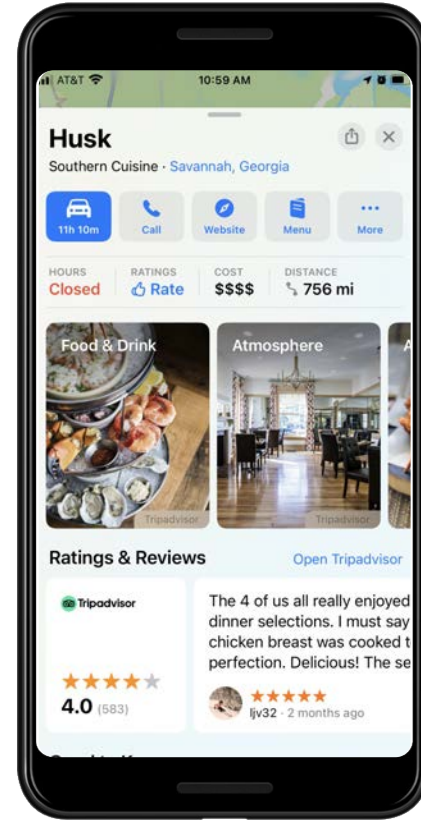 AT&T 10:59 AM
Husk
Southern Cuisine · Savannah, Georgia
11h 10m Call Website Menu More
HOURS RATINGS COST DISTANCE
Closed Rate $$$$ 756 mi
Food & Drink Atmosphere A
Tripadvisor Tripadvisor
Ratings & Reviews Open Tripadvisor
Tripadvisor
4.0 (583)
The 4 of us all really enjoyed
dinner selections. I must say
chicken breast was cooked t
perfection. Delicious! The se
ljv32 · 2 months ago